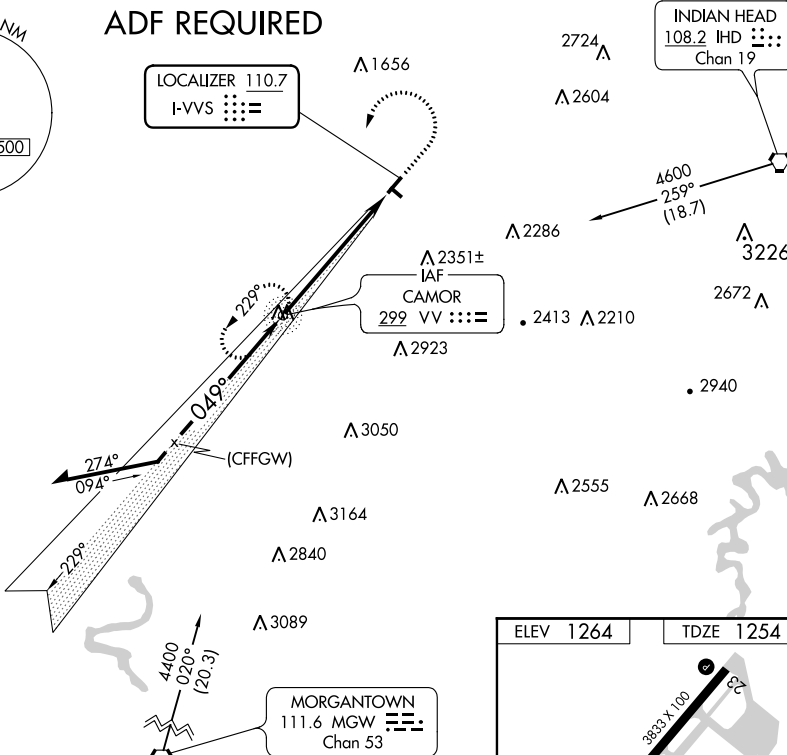 ADF REQUIRED
NM
500
LOCALIZER 110.7
I-VVS
1656
2724
2604
INDIAN HEAD
108.2 IHD
Chan 19
4600
259°
(18.7)
2286
3226
2351±
IAF
CAMOR
299 VV
2672
2413
2210
229°
2923
2940
049°
3050
(CFFGW)
274°
094°
2555
2668
3164
2840
229°
3089
4400
020°
(20.3)
MORGANTOWN
111.6 MGW
Chan 53
ELEV 1264
TDZE 1254
P
23
3833 X 100